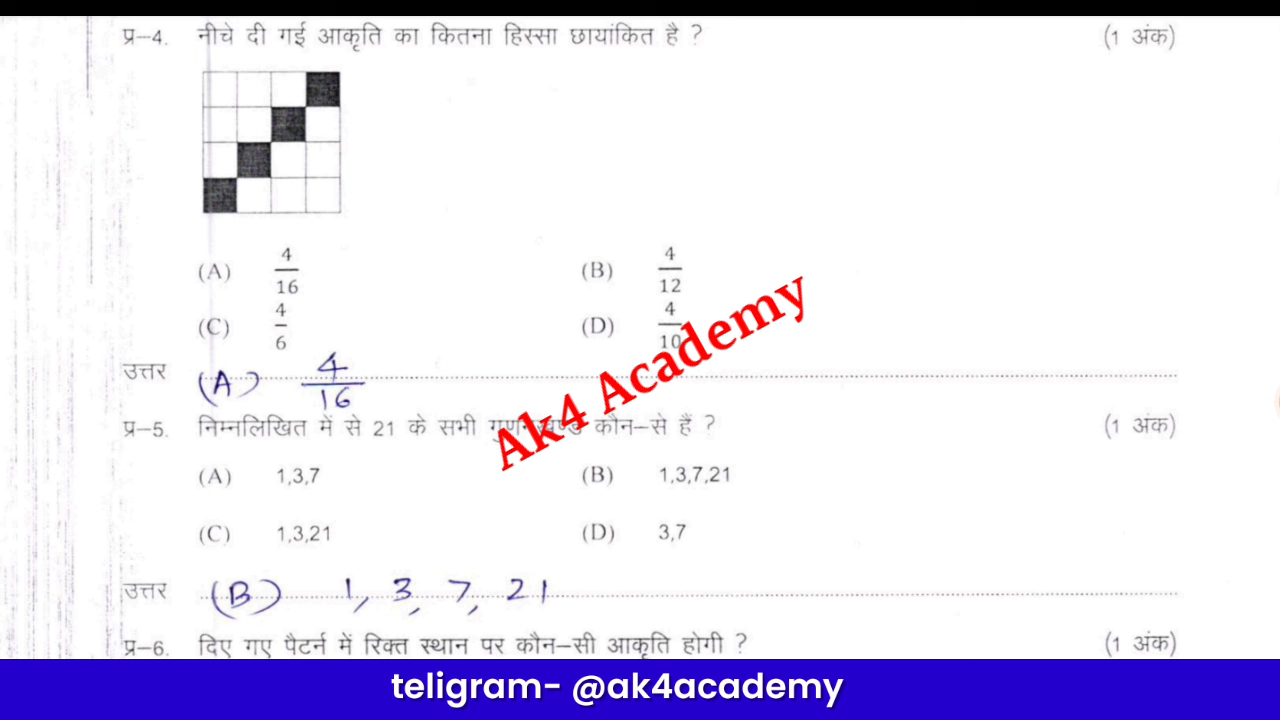 प्र–4. नीचे दी गई आकृति का कितना हिस्सा छायांकित है ? (1 अंक)
(A) 4/16 (B) 4/12
(C) 4/6 (D) 4/10
उत्तर (A) 4/16
प्र–5. निम्नलिखित में से 21 के सभी गुणनखण्ड कौन–से हैं ? (1 अंक)
(A) 1,3,7 (B) 1,3,7,21
(C) 1,3,21 (D) 3,7
उत्तर (B) 1, 3, 7, 21
प्र–6. दिए गए पैटर्न में रिक्त स्थान पर कौन–सी आकृति होगी ? (1 अंक)
Ak4 Academy
teligram- @ak4academy